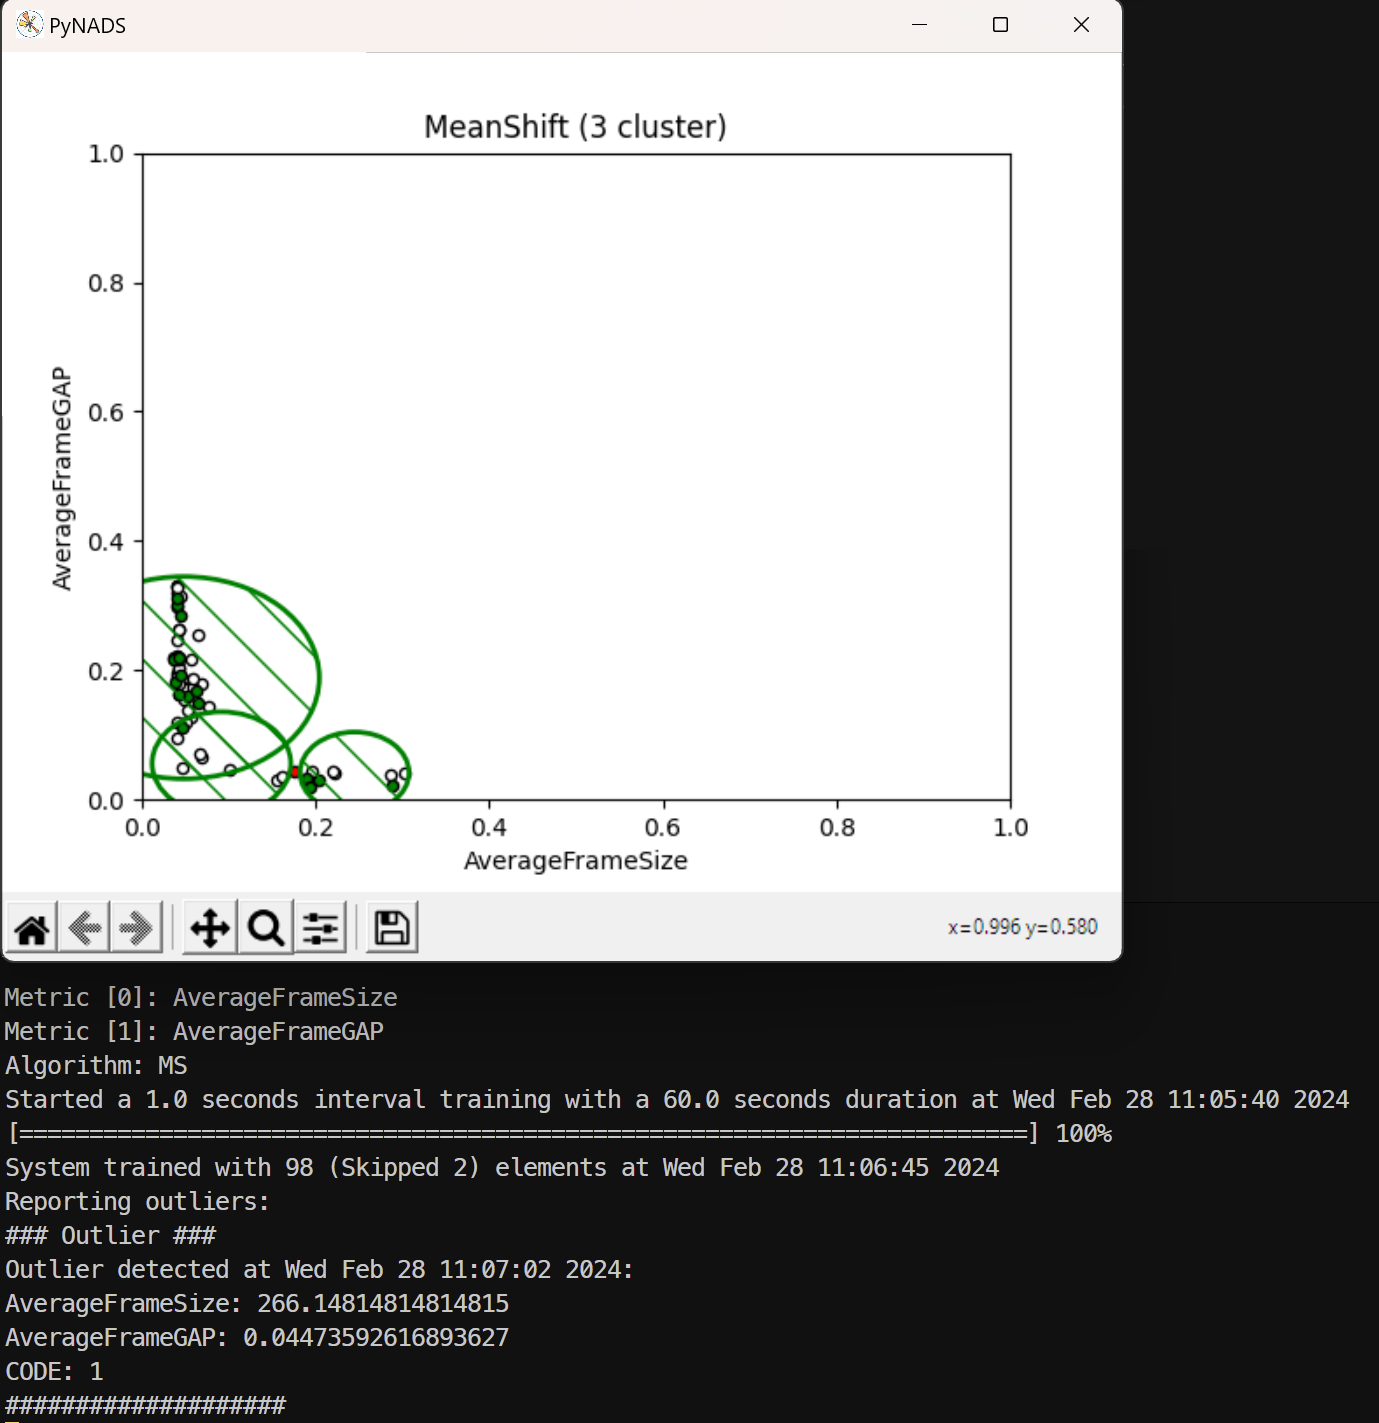 PyNADS
MeanShift (3 cluster)
1.0
0.8
0.6
0.4
0.2
0.0
AverageFrameGAP
0.0 0.2 0.4 0.6 0.8 1.0
AverageFrameSize
x=0.996 y=0.580
Metric [0]: AverageFrameSize
Metric [1]: AverageFrameGAP
Algorithm: MS
Started a 1.0 seconds interval training with a 60.0 seconds duration at Wed Feb 28 11:05:40 2024
[========================================================================] 100%
System trained with 98 (Skipped 2) elements at Wed Feb 28 11:06:45 2024
Reporting outliers:
### Outlier ###
Outlier detected at Wed Feb 28 11:07:02 2024:
AverageFrameSize: 266.14814814814815
AverageFrameGAP: 0.04473592616893627
CODE: 1
####################